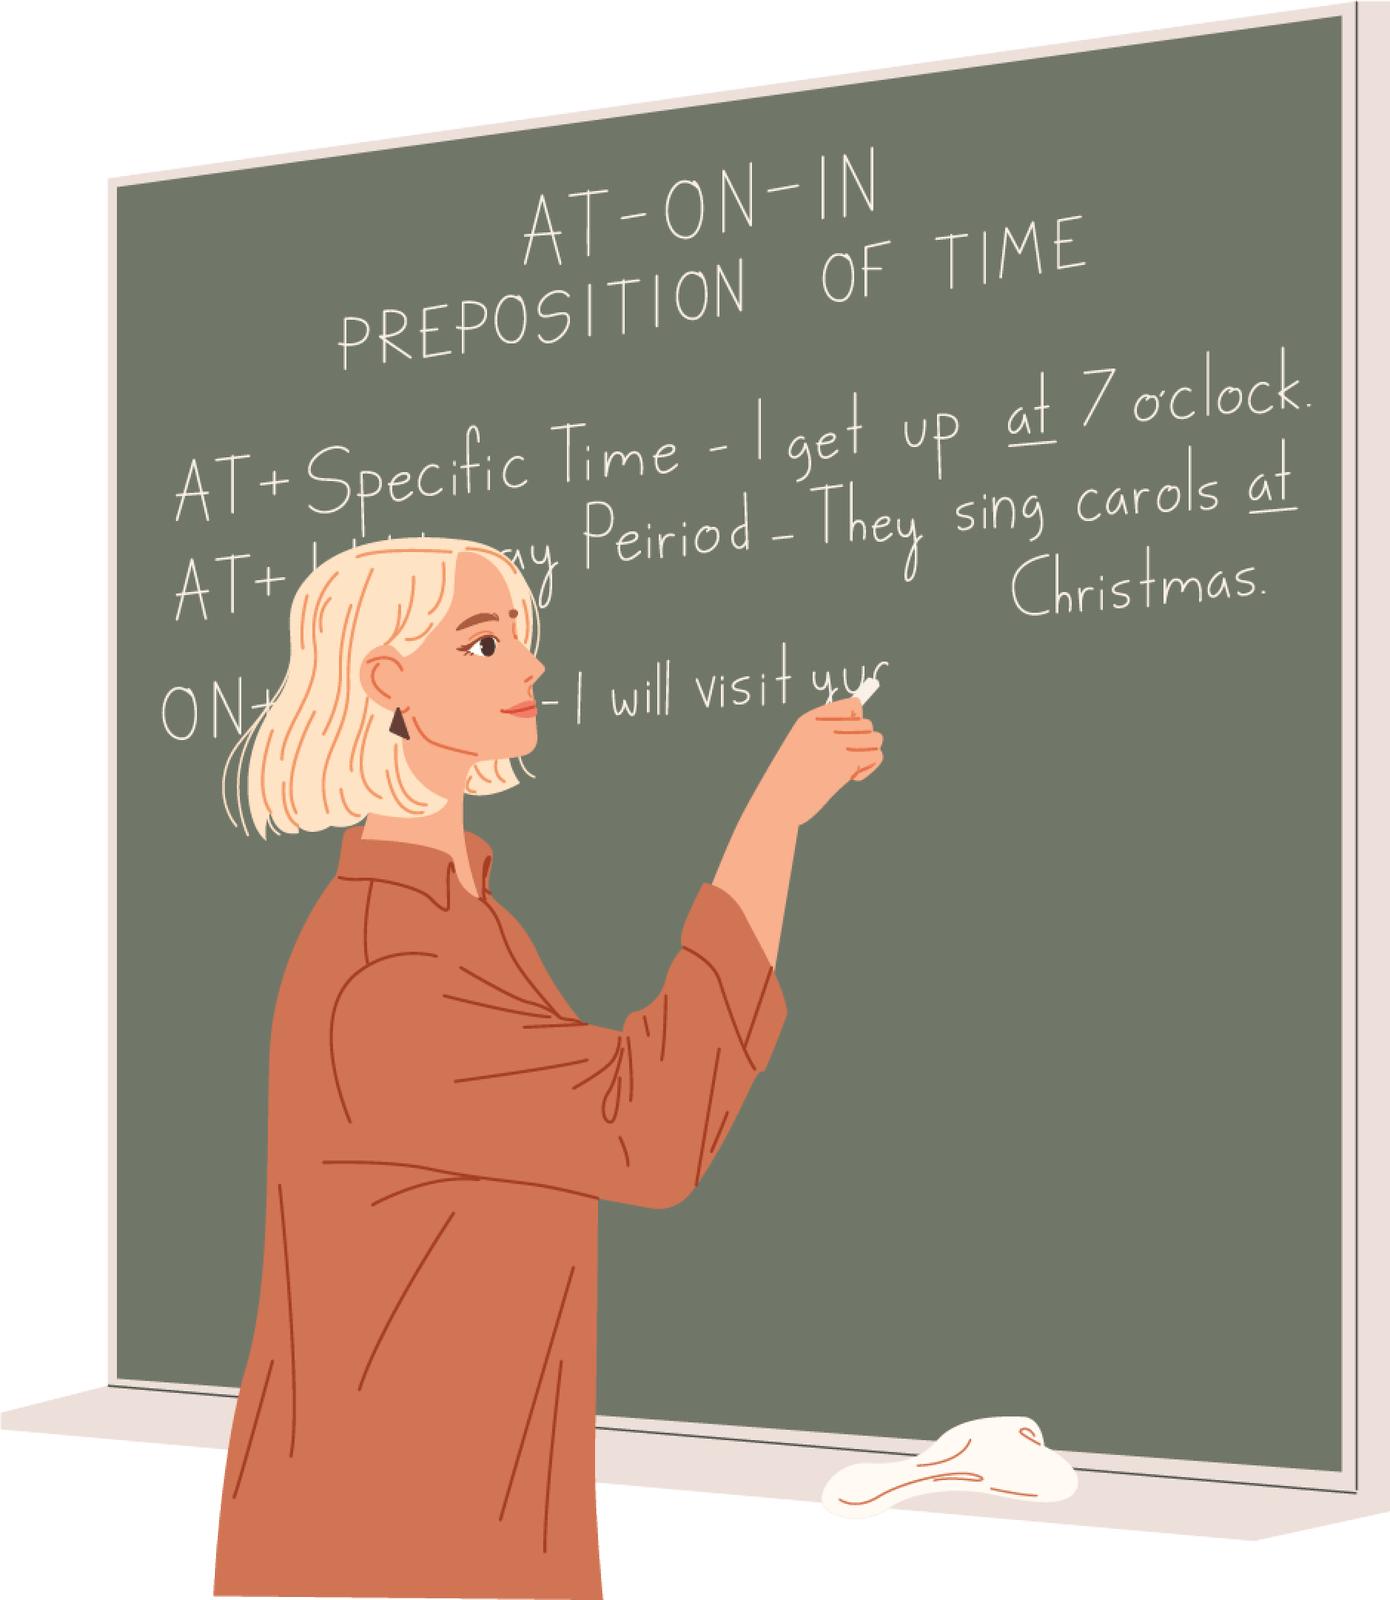 AT-ON-IN
PREPOSITION OF TIME
AT+ Specific Time - I get up at 7 o'clock.
AT+ Peiriod - They sing carols at
Christmas.
ON+ - I will visit yur